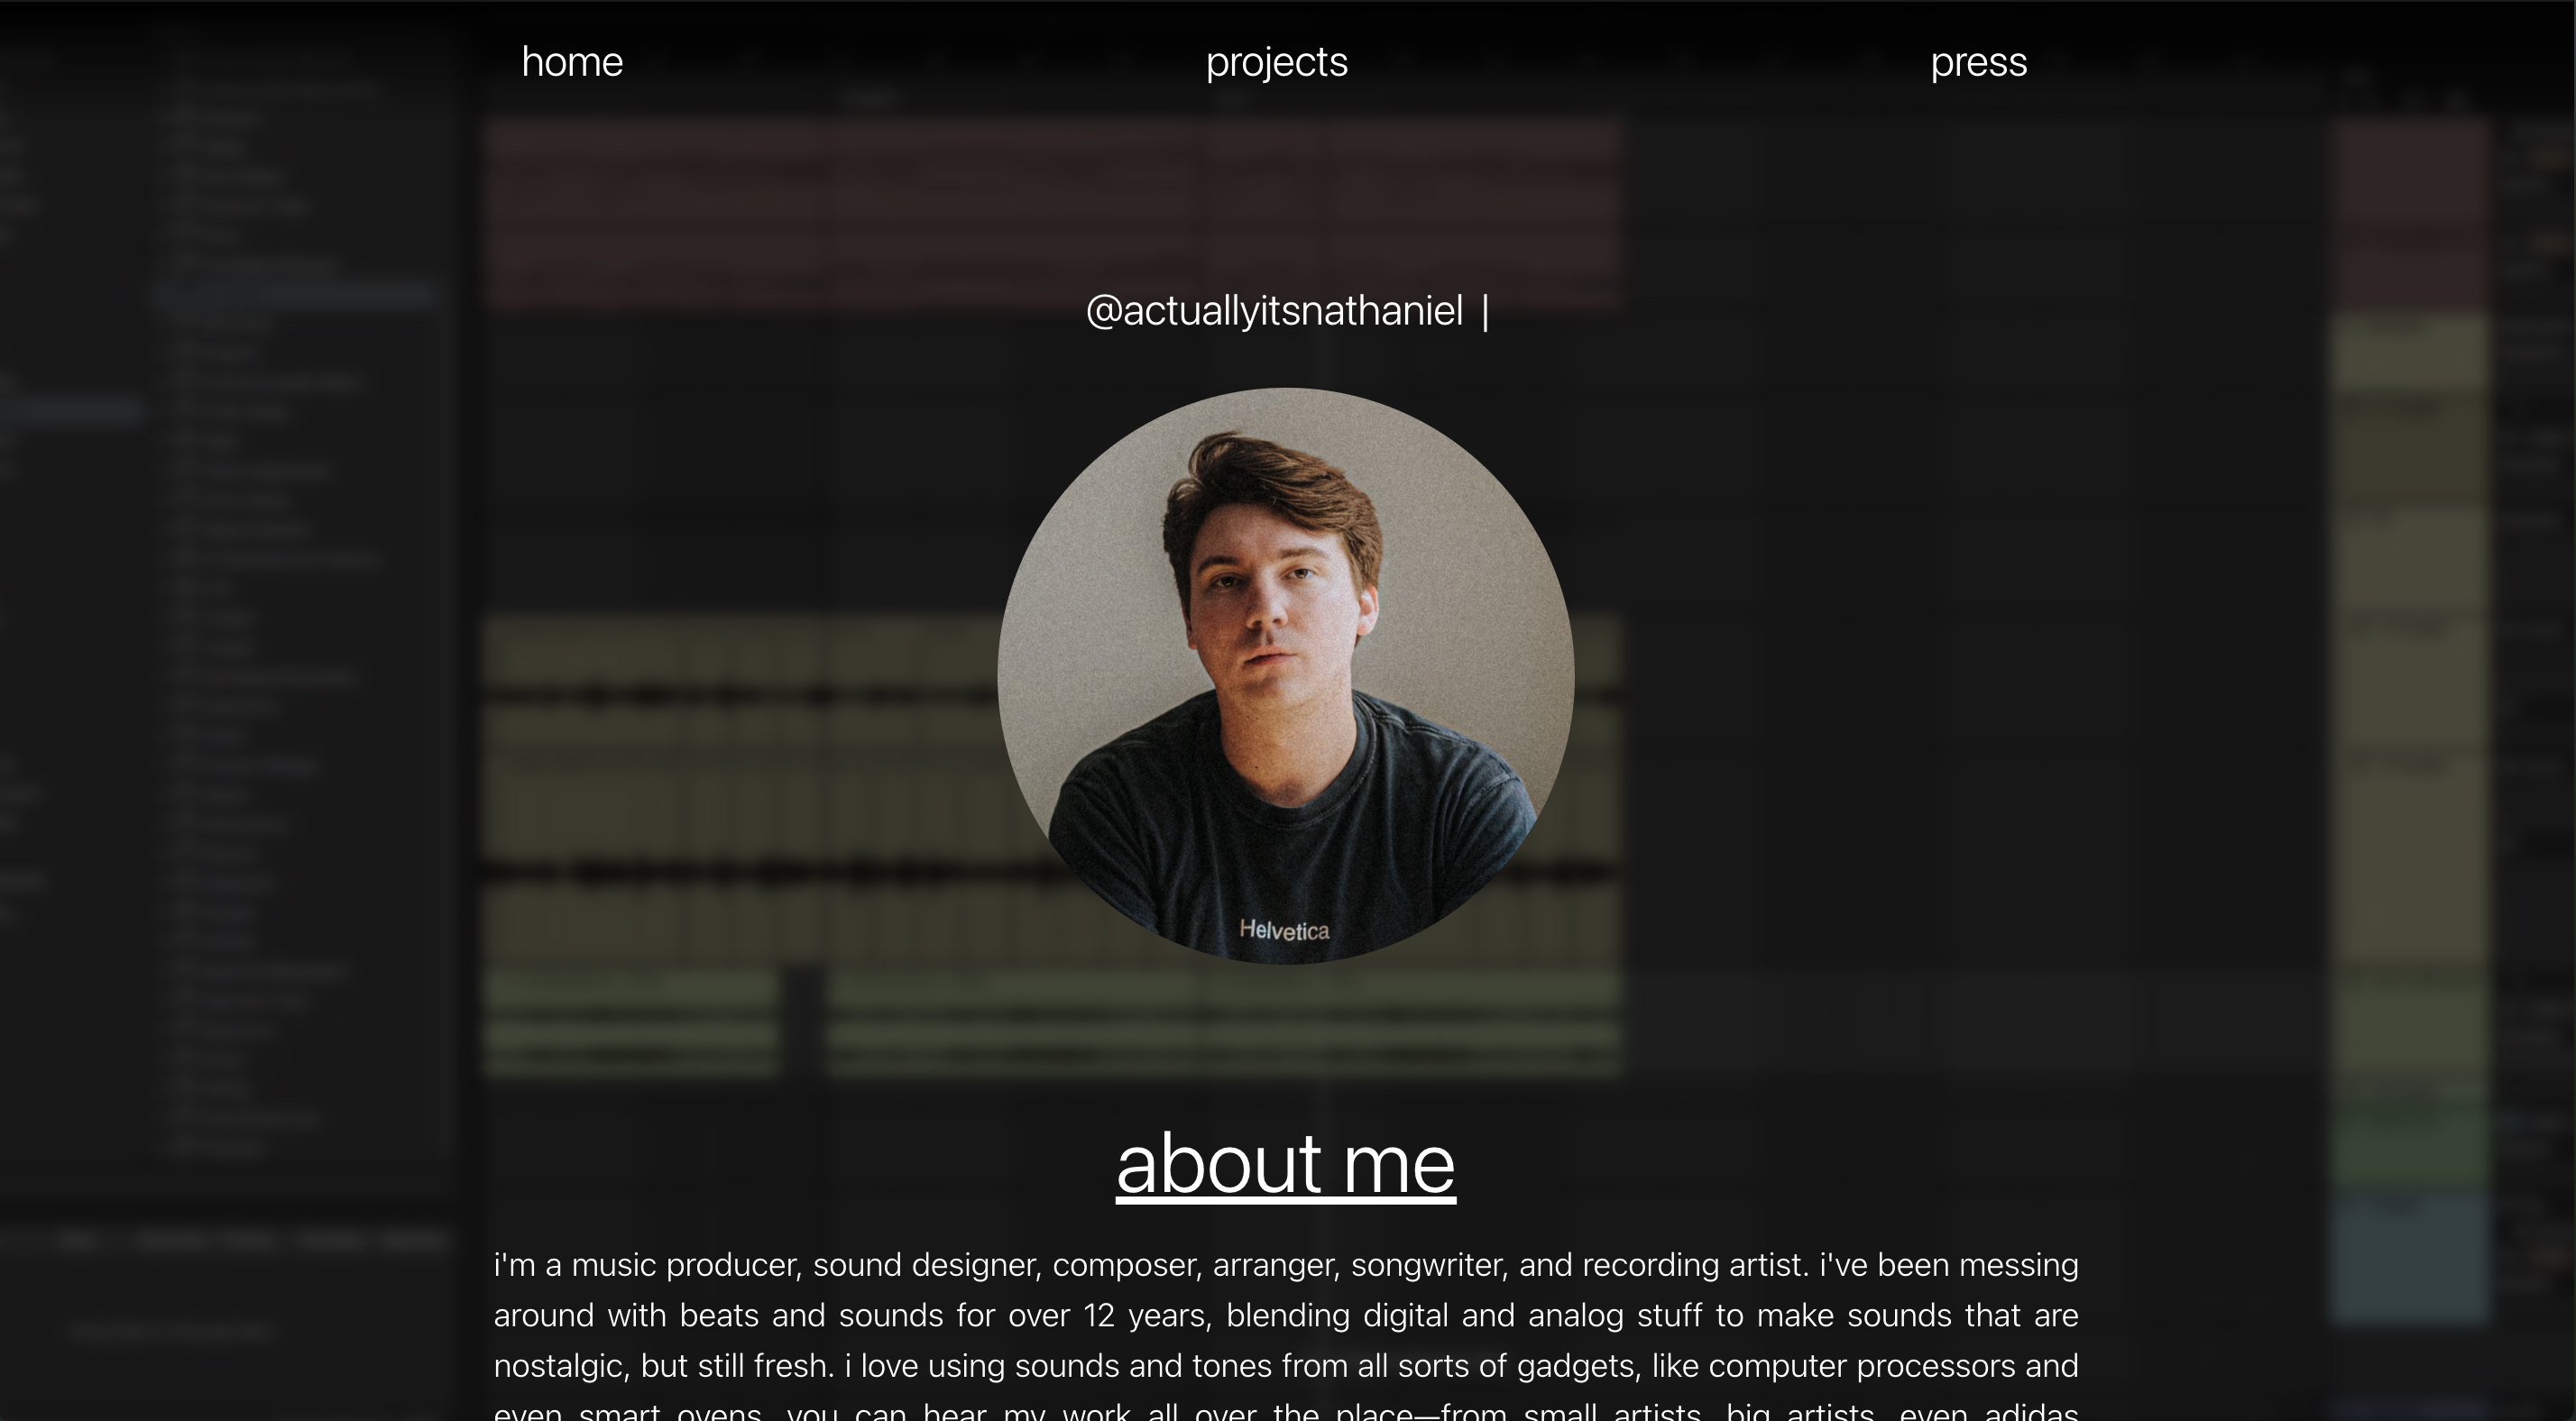 home projects press
@actuallyitsnathaniel |
Helvetica
about me
i'm a music producer, sound designer, composer, arranger, songwriter, and recording artist. i've been messing
around with beats and sounds for over 12 years, blending digital and analog stuff to make sounds that are
nostalgic, but still fresh. i love using sounds and tones from all sorts of gadgets, like computer processors and
even smart ovens. you can hear my work all over the place—from small artists, big artists, even adidas